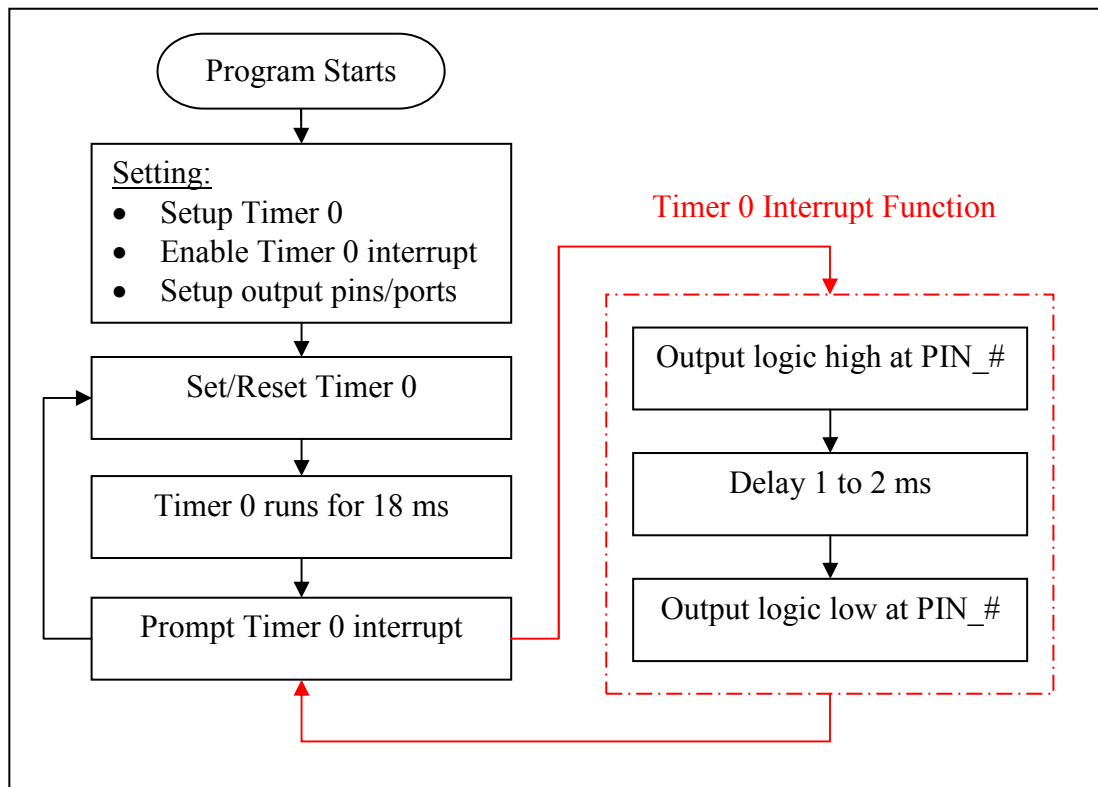 Program Starts
Setting:
• Setup Timer 0
• Enable Timer 0 interrupt
• Setup output pins/ports
Timer 0 Interrupt Function
Set/Reset Timer 0
Timer 0 runs for 18 ms
Prompt Timer 0 interrupt
Output logic high at PIN_#
Delay 1 to 2 ms
Output logic low at PIN_#